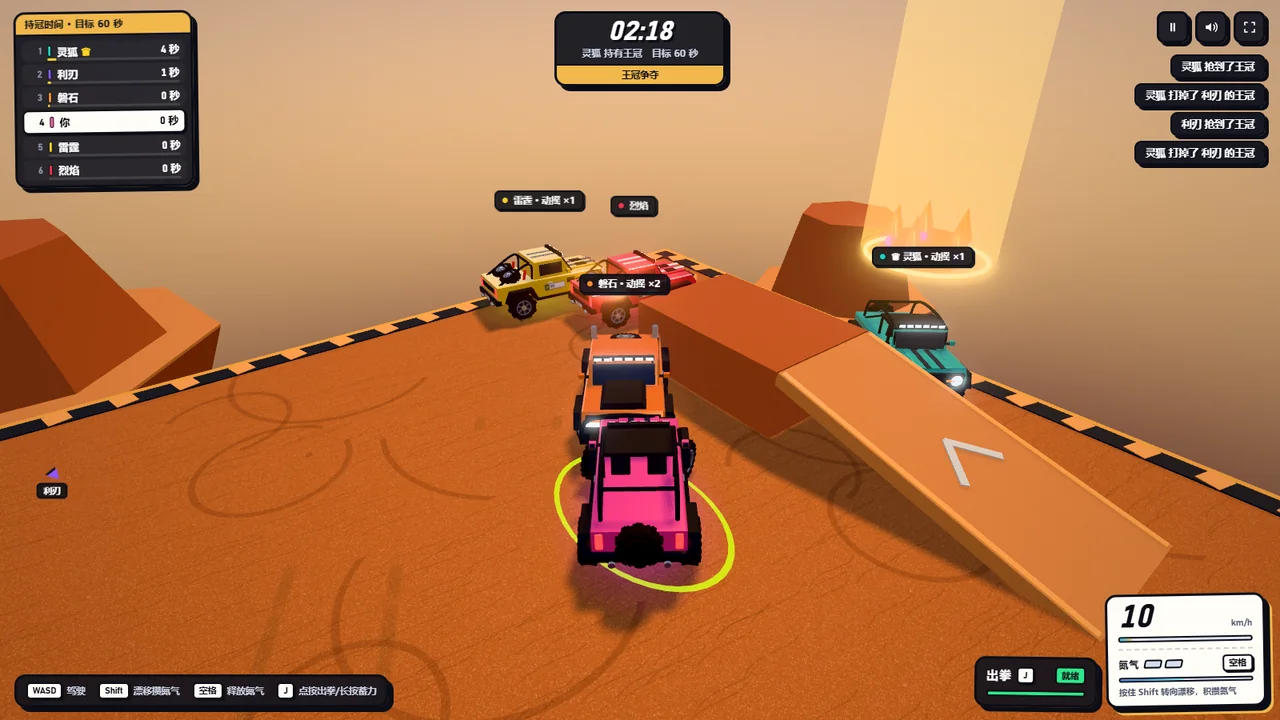 持冠时间 • 目标 60 秒
1 灵狐 4 秒
2 利刃 1 秒
3 磐石 0 秒
4 你 0 秒
5 雷霆 0 秒
6 烈焰 0 秒
02:18
灵狐 持有王冠 目标 60 秒
王冠争夺
灵狐 抢到了王冠
灵狐 打掉了 利刃 的王冠
利刃 抢到了王冠
灵狐 打掉了 利刃 的王冠
雷霆 • 动摇 ×1
烈焰
灵狐 • 动摇 ×1
磐石 • 动摇 ×2
利刃
WASD 驾驶 Shift 漂移攒氮气 空格 释放氮气 J 点按出拳/长按蓄力
出拳 J 就绪
10 km/h
氮气 空格
按住 Shift 转向漂移，积攒氮气